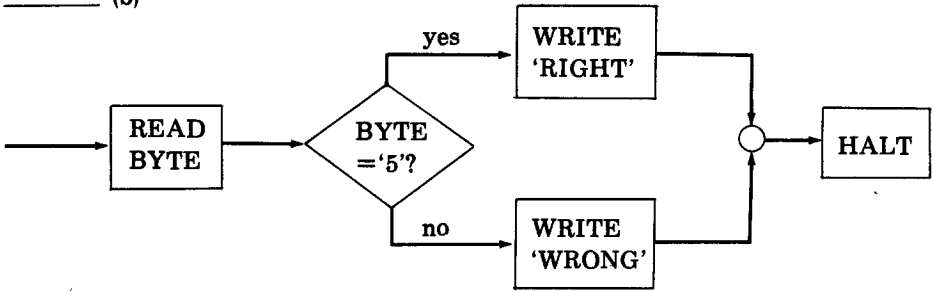 yes
WRITE
‘RIGHT’
READ
BYTE
BYTE
=‘5’?
HALT
no
WRITE
‘WRONG’